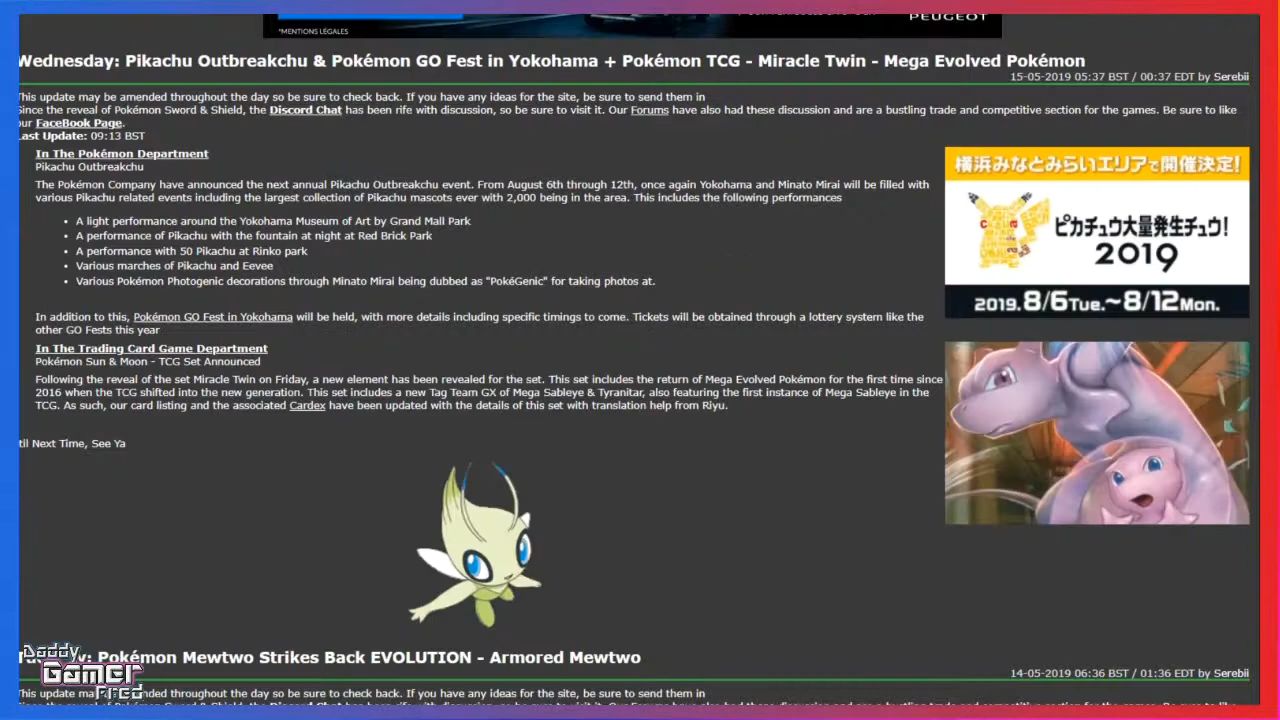 *MENTIONS LÉGALES
PEUGEOT
Wednesday: Pikachu Outbreakchu & Pokémon GO Fest in Yokohama + Pokémon TCG - Miracle Twin - Mega Evolved Pokémon
15-05-2019 05:37 BST / 00:37 EDT by Serebii
This update may be amended throughout the day so be sure to check back. If you have any ideas for the site, be sure to send them in
Since the reveal of Pokémon Sword & Shield, the Discord Chat has been rife with discussion, so be sure to visit it. Our Forums have also had these discussion and are a bustling trade and competitive section for the games. Be sure to like
our FaceBook Page.
Last Update: 09:13 BST
In The Pokémon Department
Pikachu Outbreakchu
The Pokémon Company have announced the next annual Pikachu Outbreakchu event. From August 6th through 12th, once again Yokohama and Minato Mirai will be filled with
various Pikachu related events including the largest collection of Pikachu mascots ever with 2,000 being in the area. This includes the following performances
• A light performance around the Yokohama Museum of Art by Grand Mall Park
• A performance of Pikachu with the fountain at night at Red Brick Park
• A performance with 50 Pikachu at Rinko park
• Various marches of Pikachu and Eevee
• Various Pokémon Photogenic decorations through Minato Mirai being dubbed as "PokéGenic" for taking photos at.
横浜みなとみらいエリアで開催決定!
ピカチュウ大量発生チュウ!
2019
2019.8/6Tue.~8/12Mon.
In addition to this, Pokémon GO Fest in Yokohama will be held, with more details including specific timings to come. Tickets will be obtained through a lottery system like the
other GO Fests this year
In The Trading Card Game Department
Pokémon Sun & Moon - TCG Set Announced
Following the reveal of the set Miracle Twin on Friday, a new element has been revealed for the set. This set includes the return of Mega Evolved Pokémon for the first time since
2016 when the TCG shifted into the new generation. This set includes a new Tag Team GX of Mega Sableye & Tyranitar, also featuring the first instance of Mega Sableye in the
TCG. As such, our card listing and the associated Cardex have been updated with the details of this set with translation help from Riyu.
til Next Time, See Ya
Daddy
Gamer
Fred
Pokémon Mewtwo Strikes Back EVOLUTION - Armored Mewtwo
14-05-2019 06:36 BST / 01:36 EDT by Serebii
This update may be amended throughout the day so be sure to check back. If you have any ideas for the site, be sure to send them in